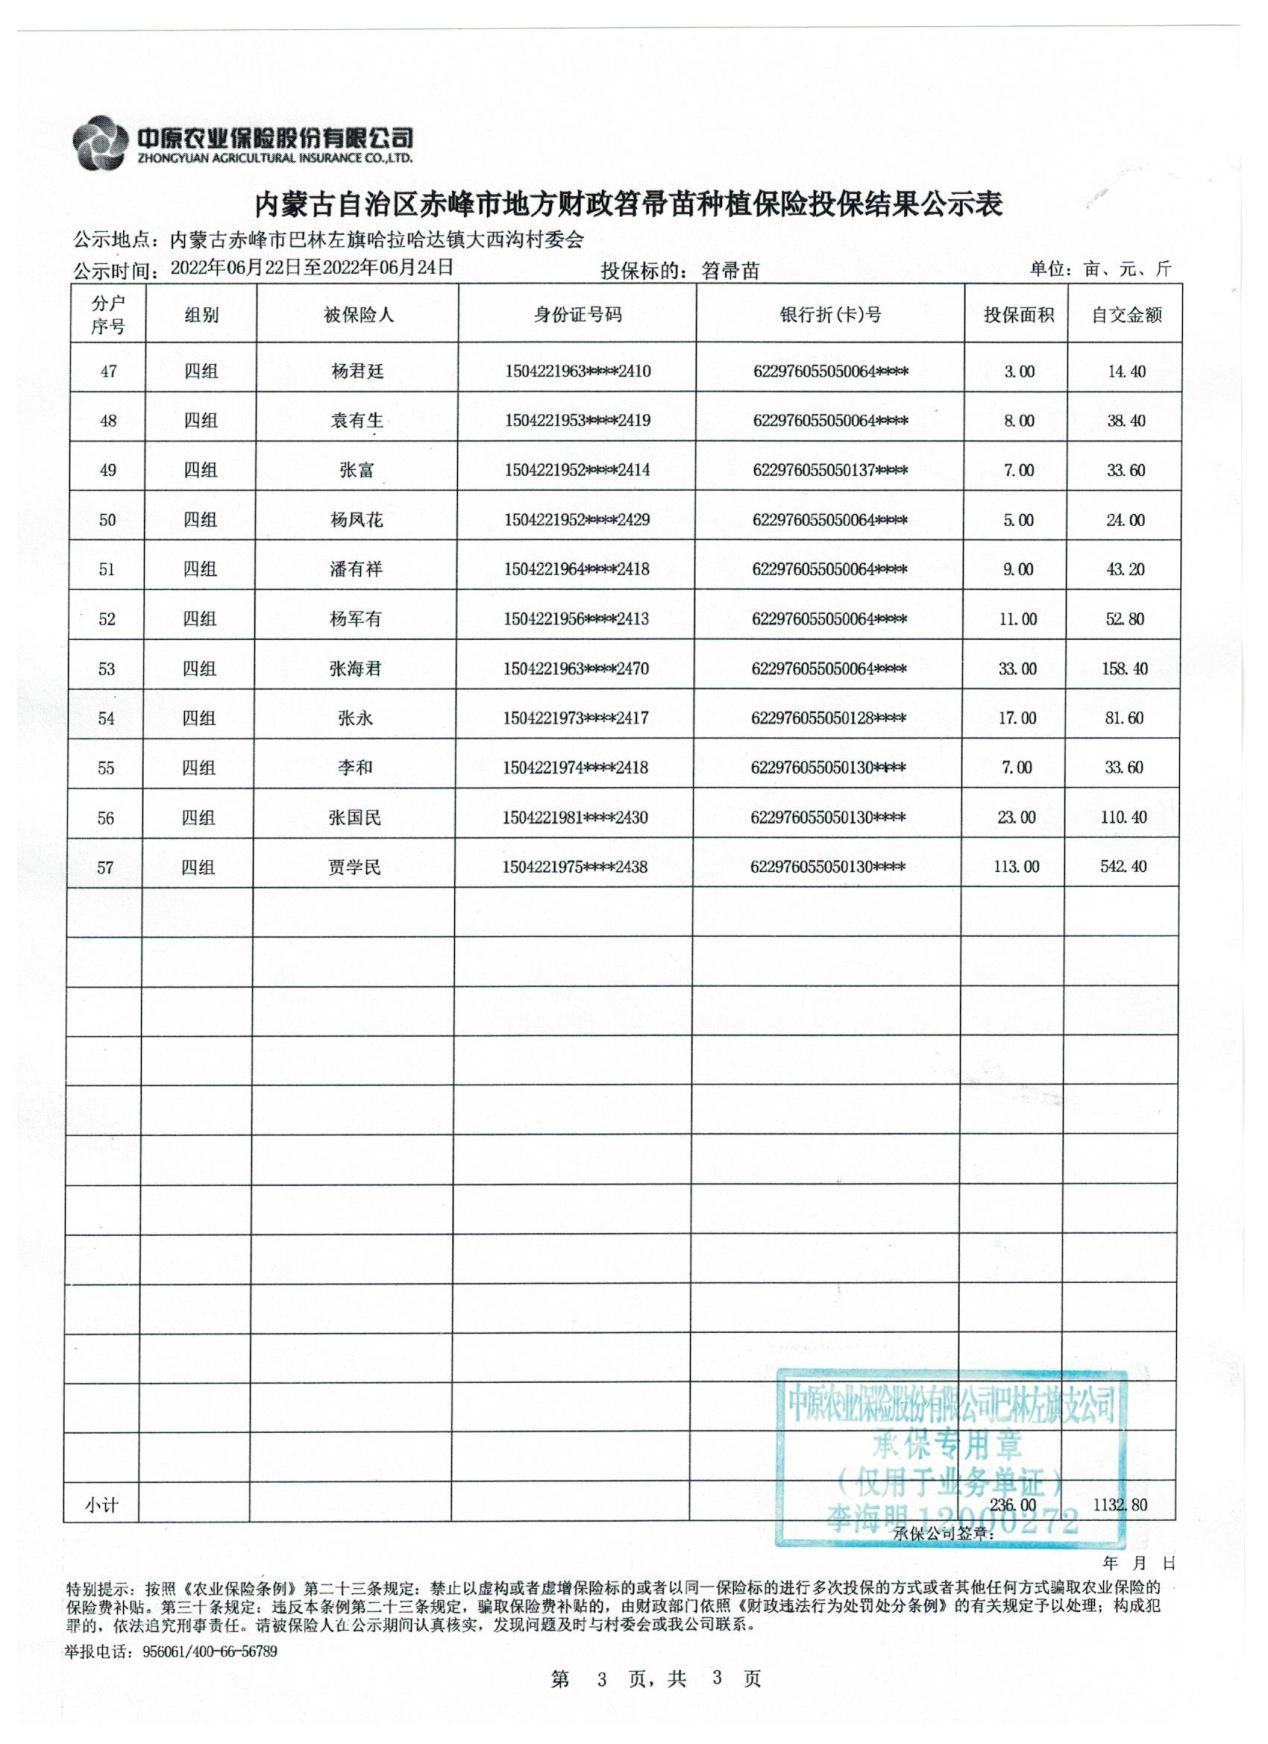 中原农业保险股份有限公司
ZHONGYUAN AGRICULTURAL INSURANCE CO.,LTD.
内蒙古自治区赤峰市地方财政笤帚苗种植保险投保结果公示表
公示地点：内蒙古赤峰市巴林左旗哈拉哈达镇大西沟村委会
公示时间：2022年06月22日至2022年06月24日 投保标的：笤帚苗 单位：亩、元、斤
分户序号 组别 被保险人 身份证号码 银行折(卡)号 投保面积 自交金额
47 四组 杨君廷 1504221963****2410 622976055050064**** 3.00 14.40
48 四组 袁有生 1504221953****2419 622976055050064**** 8.00 38.40
49 四组 张富 1504221952****2414 622976055050137**** 7.00 33.60
50 四组 杨凤花 1504221952****2429 622976055050064**** 5.00 24.00
51 四组 潘有祥 1504221964****2418 622976055050064**** 9.00 43.20
52 四组 杨军有 1504221956****2413 622976055050064**** 11.00 52.80
53 四组 张海君 1504221963****2470 622976055050064**** 33.00 158.40
54 四组 张永 1504221973****2417 622976055050128**** 17.00 81.60
55 四组 李和 1504221974****2418 622976055050130**** 7.00 33.60
56 四组 张国民 1504221981****2430 622976055050130**** 23.00 110.40
57 四组 贾学民 1504221975****2438 622976055050130**** 113.00 542.40
中原农业保险股份有限公司巴林左旗支公司
承保专用章
（仅用于业务单证）
李海明12000272
小计 236.00 1132.80
承保公司签章：
年 月 日
特别提示：按照《农业保险条例》第二十三条规定：禁止以虚构或者虚增保险标的或者以同一保险标的进行多次投保的方式或者其他任何方式骗取农业保险的
保险费补贴。第三十条规定：违反本条例第二十三条规定，骗取保险费补贴的，由财政部门依照《财政违法行为处罚处分条例》的有关规定予以处理；构成犯
罪的，依法追究刑事责任。请被保险人在公示期间认真核实，发现问题及时与村委会或我公司联系。
举报电话：956061/400-66-56789
第 3 页，共 3 页